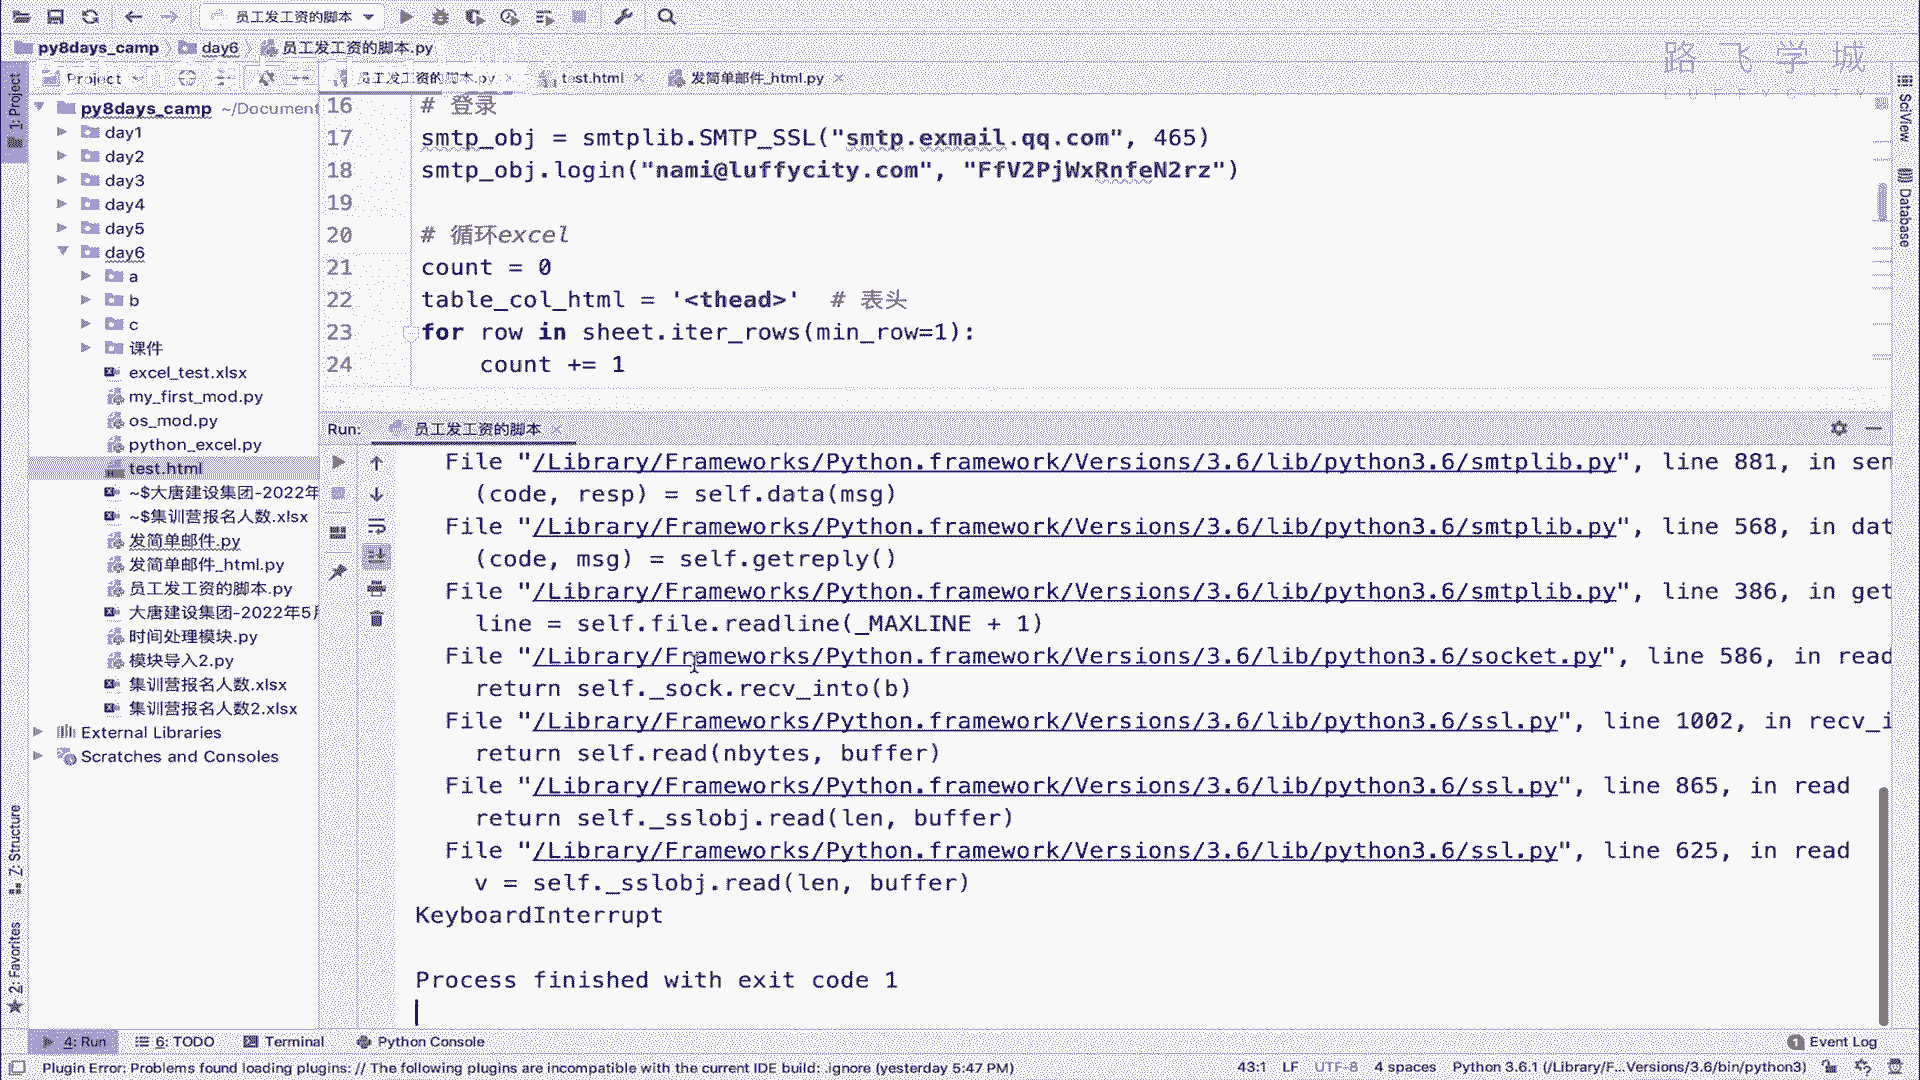 员工发工资的脚本
py8days_camp day6 员工发工资的脚本.py
路飞学城
LUFFYCITY
Project
员工发工资的脚本.py test.html 发简单邮件_html.py
1: Project
SciView
Database
py8days_camp ~/Document
day1
day2
day3
day4
day5
day6
a
b
c
课件
excel_test.xlsx
my_first_mod.py
os_mod.py
python_excel.py
test.html
~$大唐建设集团-2022年
~$集训营报名人数.xlsx
发简单邮件.py
发简单邮件_html.py
员工发工资的脚本.py
大唐建设集团-2022年5月
时间处理模块.py
模块导入2.py
集训营报名人数.xlsx
集训营报名人数2.xlsx
External Libraries
Scratches and Consoles
16 # 登录
17 smtp_obj = smtplib.SMTP_SSL("smtp.exmail.qq.com", 465)
18 smtp_obj.login("nami@luffycity.com", "FfV2PjWxRnfeN2rz")
19
20 # 循环excel
21 count = 0
22 table_col_html = '<thead>' # 表头
23 for row in sheet.iter_rows(min_row=1):
24 count += 1
Run: 员工发工资的脚本
File "/Library/Frameworks/Python.framework/Versions/3.6/lib/python3.6/smtplib.py", line 881, in sen
(code, resp) = self.data(msg)
File "/Library/Frameworks/Python.framework/Versions/3.6/lib/python3.6/smtplib.py", line 568, in dat
(code, msg) = self.getreply()
File "/Library/Frameworks/Python.framework/Versions/3.6/lib/python3.6/smtplib.py", line 386, in get
line = self.file.readline(_MAXLINE + 1)
File "/Library/Frameworks/Python.framework/Versions/3.6/lib/python3.6/socket.py", line 586, in read
return self._sock.recv_into(b)
File "/Library/Frameworks/Python.framework/Versions/3.6/lib/python3.6/ssl.py", line 1002, in recv_i
return self.read(nbytes, buffer)
File "/Library/Frameworks/Python.framework/Versions/3.6/lib/python3.6/ssl.py", line 865, in read
return self._sslobj.read(len, buffer)
File "/Library/Frameworks/Python.framework/Versions/3.6/lib/python3.6/ssl.py", line 625, in read
v = self._sslobj.read(len, buffer)
KeyboardInterrupt
Process finished with exit code 1
7: Structure
2: Favorites
4: Run 6: TODO Terminal Python Console 1 Event Log
Plugin Error: Problems found loading plugins: // The following plugins are incompatible with the current IDE build: .ignore (yesterday 5:47 PM) 43:1 LF UTF-8 4 spaces Python 3.6.1 (/Library/F...Versions/3.6/bin/python3)